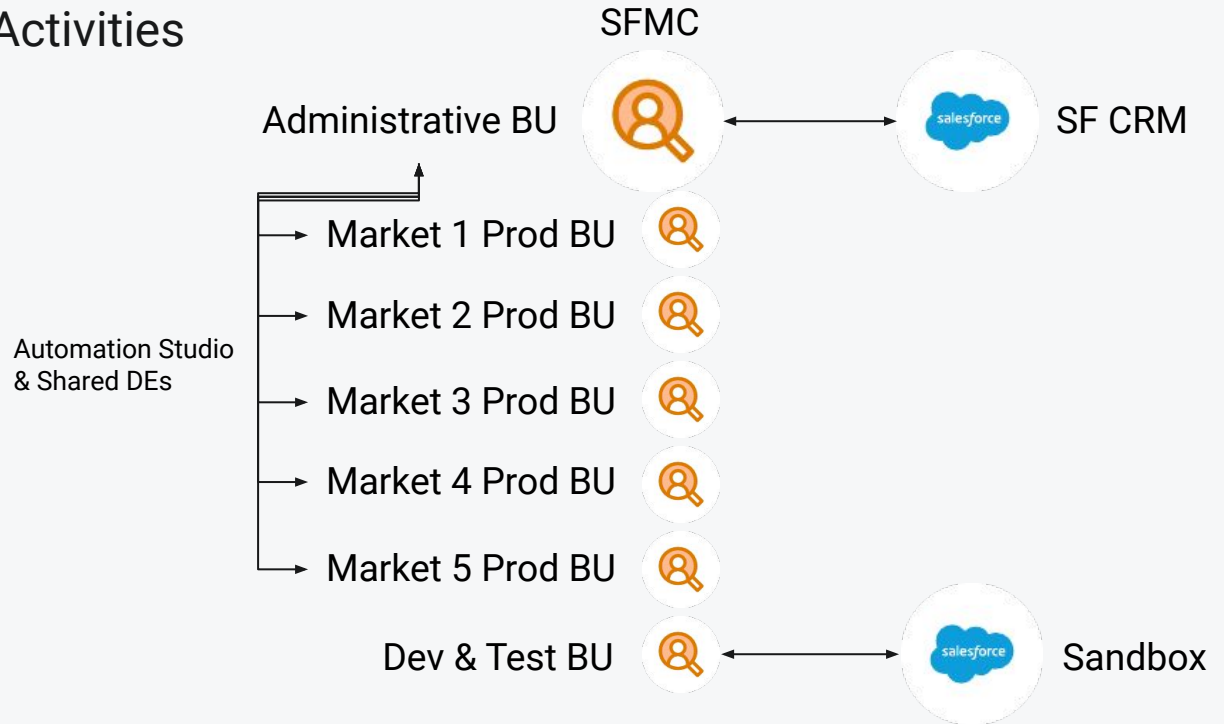 Activities
SFMC
Administrative BU
salesforce
SF CRM
Market 1 Prod BU
Market 2 Prod BU
Automation Studio
& Shared DEs
Market 3 Prod BU
Market 4 Prod BU
Market 5 Prod BU
Dev & Test BU
salesforce
Sandbox